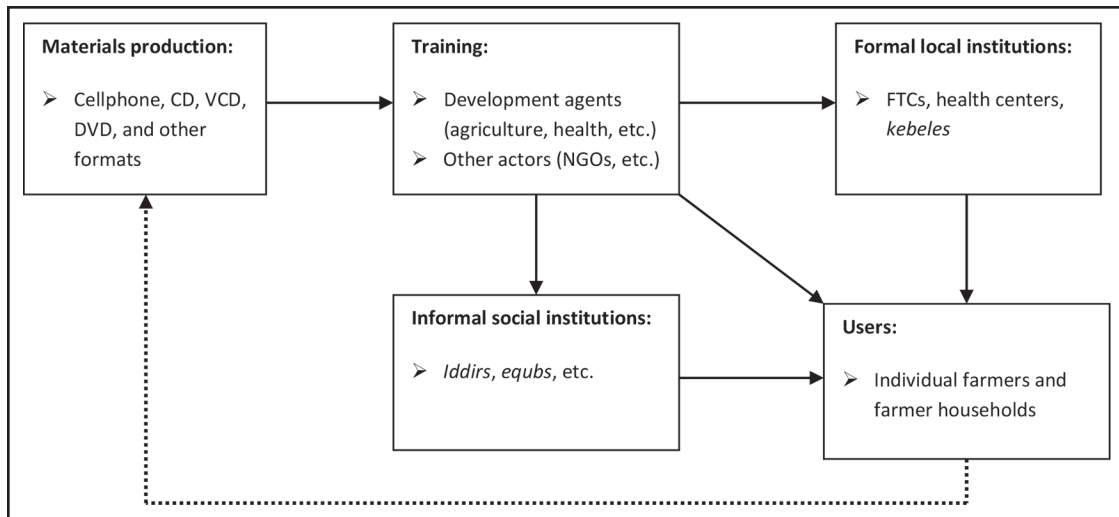 Materials production:
➢ Cellphone, CD, VCD,
DVD, and other
formats
Training:
➢ Development agents
(agriculture, health, etc.)
➢ Other actors (NGOs, etc.)
Formal local institutions:
➢ FTCs, health centers,
kebeles
Informal social institutions:
➢ Iddirs, equbs, etc.
Users:
➢ Individual farmers and
farmer households